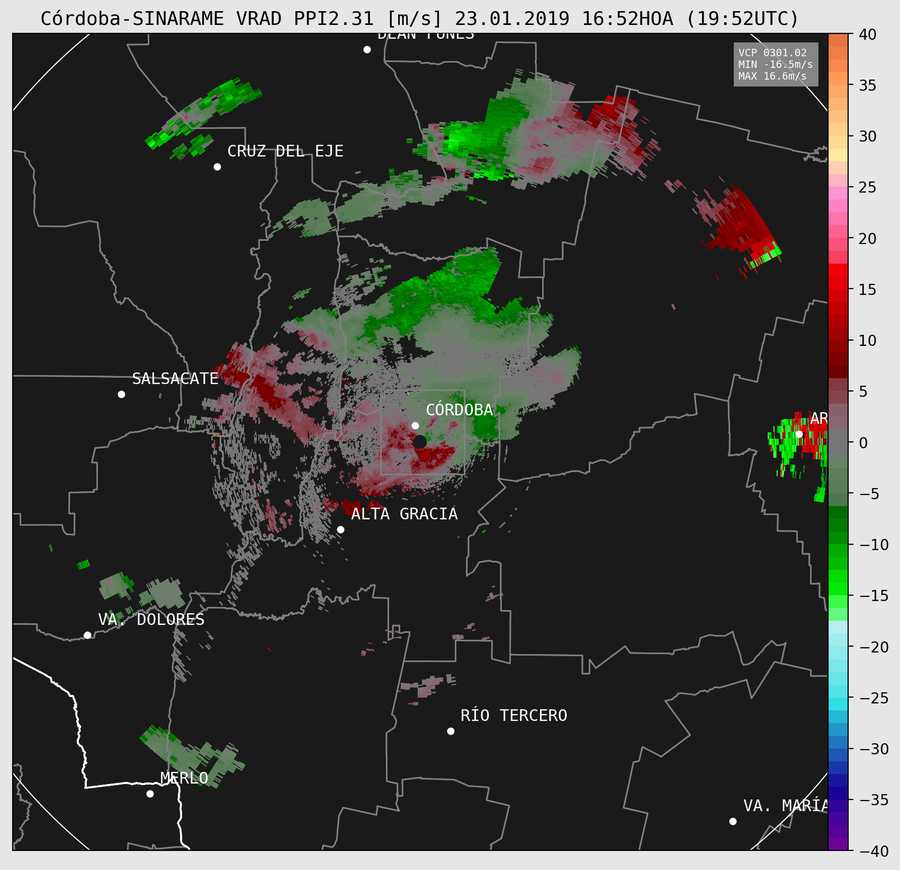 Córdoba-SINARAME VRAD PPI2.31 [m/s] 23.01.2019 16:52HOA (19:52UTC)
DEAN FUNES
VCP 0301.02
MIN -16.5m/s
MAX 16.6m/s
CRUZ DEL EJE
SALSACATE
CÓRDOBA
AR
ALTA GRACIA
VA. DOLORES
RÍO TERCERO
MERLO
VA. MARÍA
40
35
30
25
20
15
10
5
0
−5
−10
−15
−20
−25
−30
−35
−40